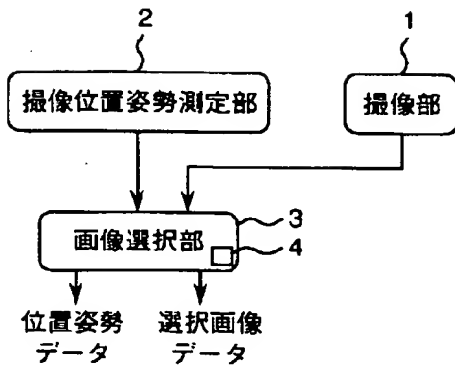 2
1
撮像位置姿勢測定部
撮像部
3
画像選択部
4
位置姿勢
データ
選択画像
データ